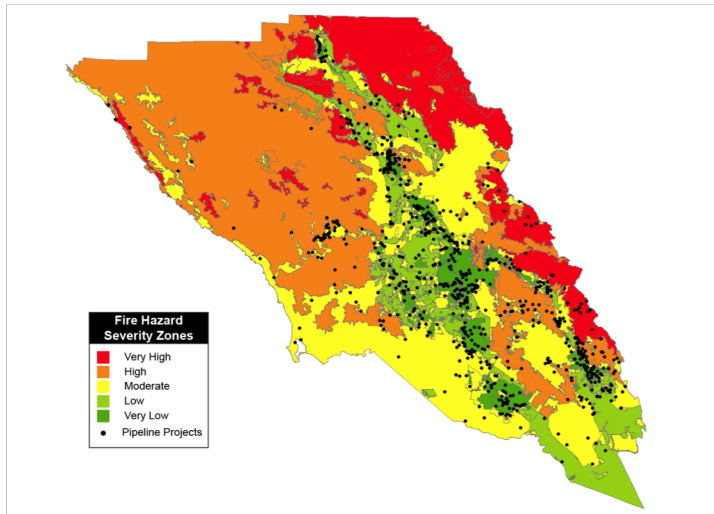 Fire Hazard
Severity Zones
Very High
High
Moderate
Low
Very Low
Pipeline Projects